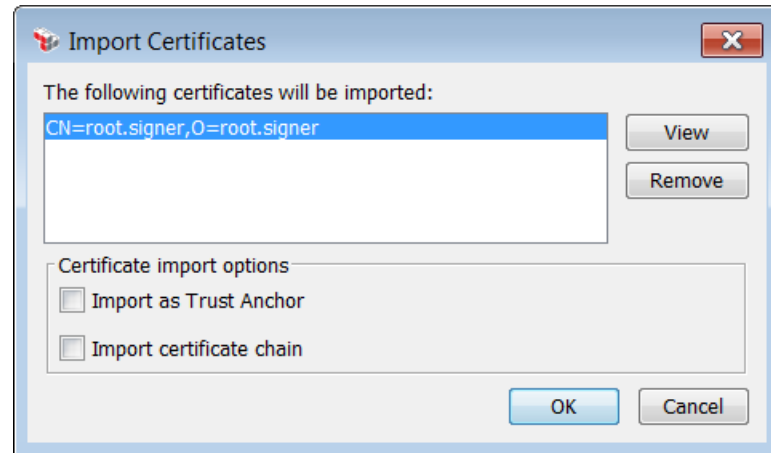 Import Certificates
The following certificates will be imported:
CN=root.signer,O=root.signer
View
Remove
Certificate import options
Import as Trust Anchor
Import certificate chain
OK
Cancel